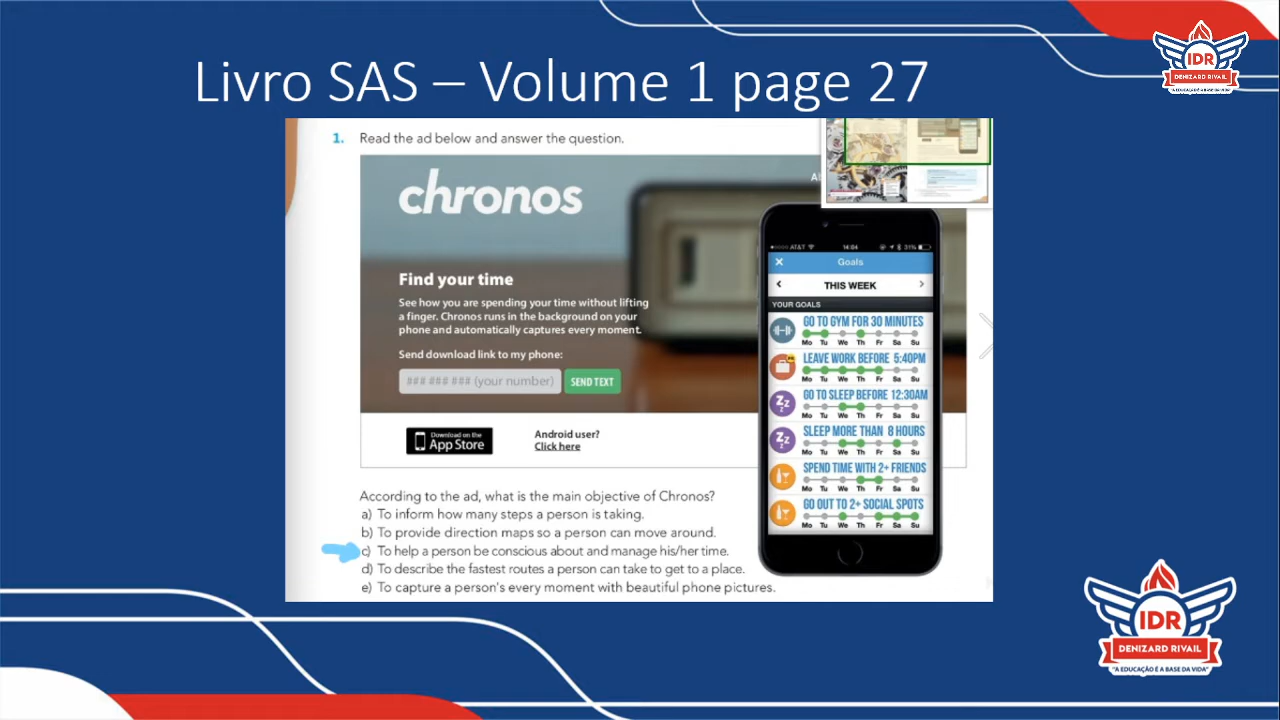 Livro SAS – Volume 1 page 27
IDR
DENIZARD RIVAIL
"A EDUCAÇÃO É A BASE DA VIDA"
1. Read the ad below and answer the question.
chronos
Find your time
See how you are spending your time without lifting
a finger. Chronos runs in the background on your
phone and automatically captures every moment.
Send download link to my phone:
### ### ### (your number)
SEND TEXT
Download on the
App Store
Android user?
Click here
AT&T 14:04 31%
Goals
THIS WEEK
YOUR GOALS
GO TO GYM FOR 30 MINUTES
Mo Tu We Th Fr Sa Su
LEAVE WORK BEFORE 5:40PM
Mo Tu We Th Fr Sa Su
GO TO SLEEP BEFORE 12:30AM
Mo Tu We Th Fr Sa Su
SLEEP MORE THAN 8 HOURS
Mo Tu We Th Fr Sa Su
SPEND TIME WITH 2+ FRIENDS
Mo Tu We Th Fr Sa Su
GO OUT TO 2+ SOCIAL SPOTS
Mo Tu We Th Fr Sa Su
According to the ad, what is the main objective of Chronos?
a) To inform how many steps a person is taking.
b) To provide direction maps so a person can move around.
c) To help a person be conscious about and manage his/her time.
d) To describe the fastest routes a person can take to get to a place.
e) To capture a person's every moment with beautiful phone pictures.
IDR
DENIZARD RIVAIL
"A EDUCAÇÃO É A BASE DA VIDA"